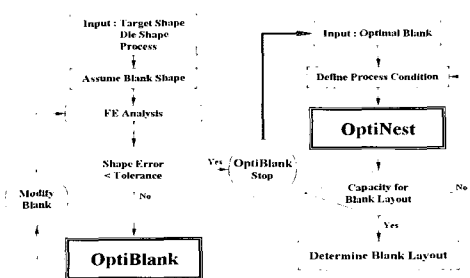 Input : Target Shape
Die Shape
Process
Assume Blank Shape
FE Analysis
Shape Error
< Tolerance
No
Modify
Blank
OptiBlank
Yes
OptiBlank
Stop
Input : Optimal Blank
Define Process Condition
OptiNest
Capacity for
Blank Layout
No
Yes
Determine Blank Layout